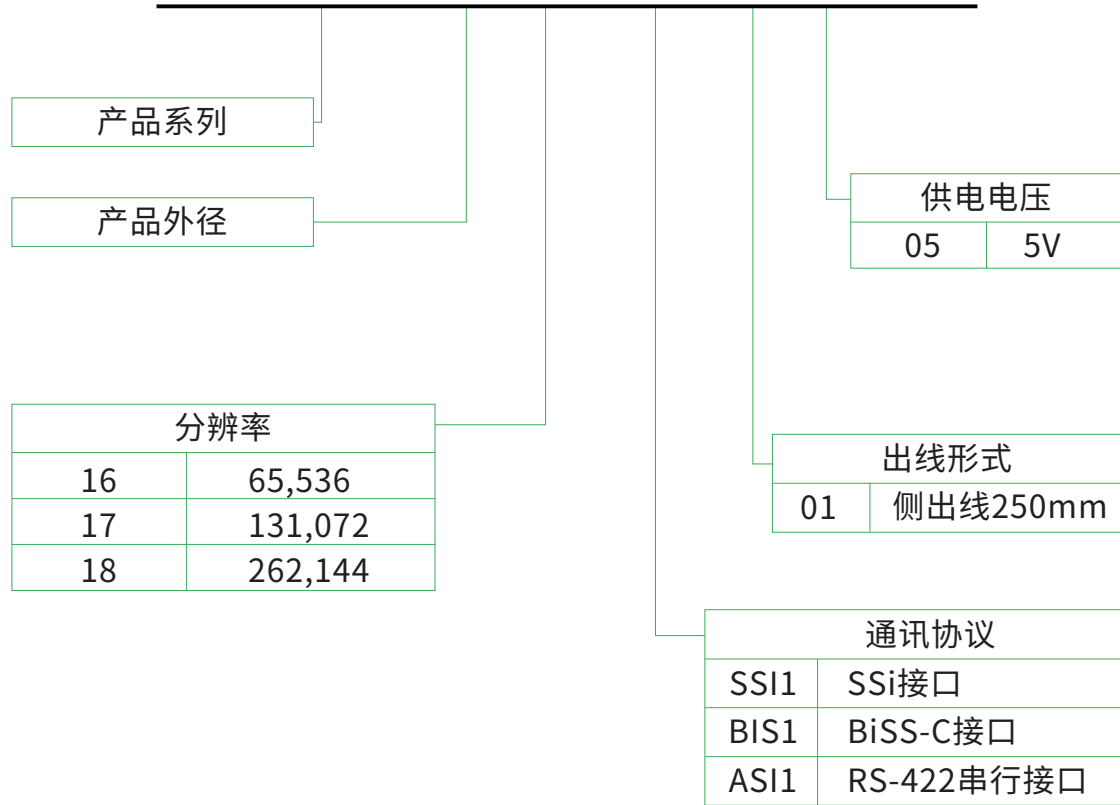 产品系列
产品外径
供电电压
05 5V
分辨率
16 65,536
17 131,072
18 262,144
出线形式
01 侧出线250mm
通讯协议
SSI1 SSi接口
BIS1 BiSS-C接口
ASI1 RS-422串行接口